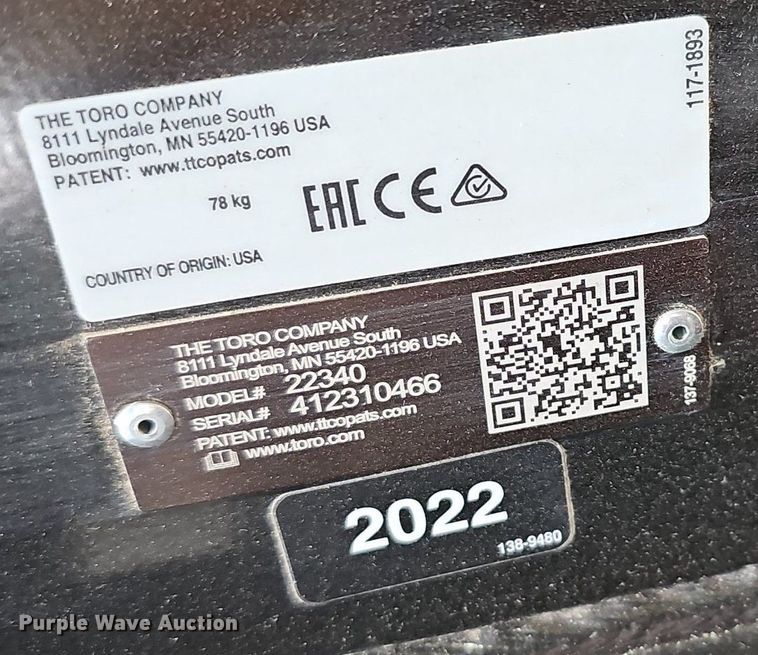 THE TORO COMPANY
8111 Lyndale Avenue South
Bloomington, MN 55420-1196 USA
PATENT: www.ttcopats.com
78 kg
EAC CE
COUNTRY OF ORIGIN: USA
117-1893
THE TORO COMPANY
8111 Lyndale Avenue South
Bloomington, MN 55420-1196 USA
MODEL# 22340
SERIAL# 412310466
PATENT: www.ttcopats.com
www.toro.com
137-9068
2022
138-9480
Purple Wave Auction